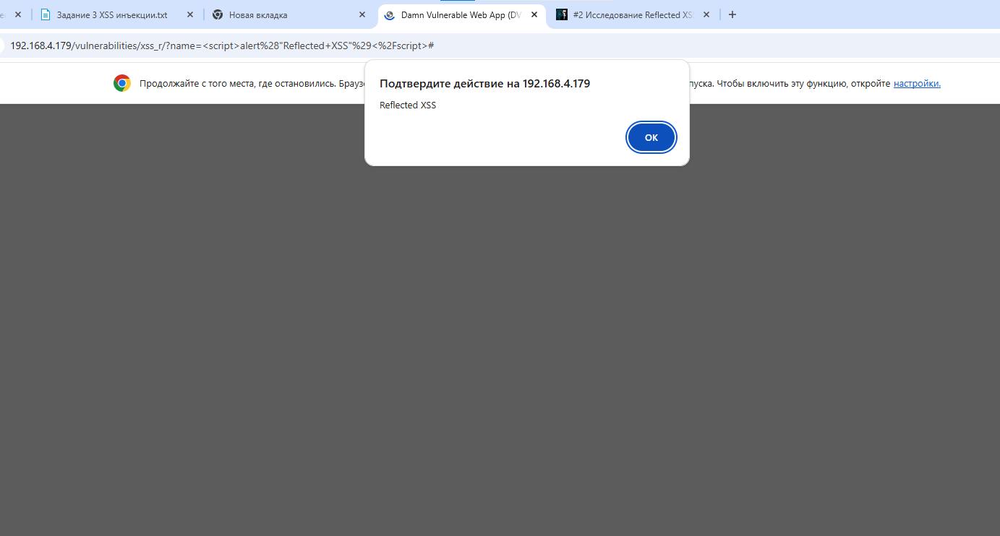 Задание 3 XSS инъекции.txt
Новая вкладка
Damn Vulnerable Web App (DV
#2 Исследование Reflected XS
192.168.4.179/vulnerabilities/xss_r/?name=<script>alert%28"Reflected+XSS"%29<%2Fscript>#
Продолжайте с того места, где остановились. Брауз
пуска. Чтобы включить эту функцию, откройте настройки.
Подтвердите действие на 192.168.4.179
Reflected XSS
ОК